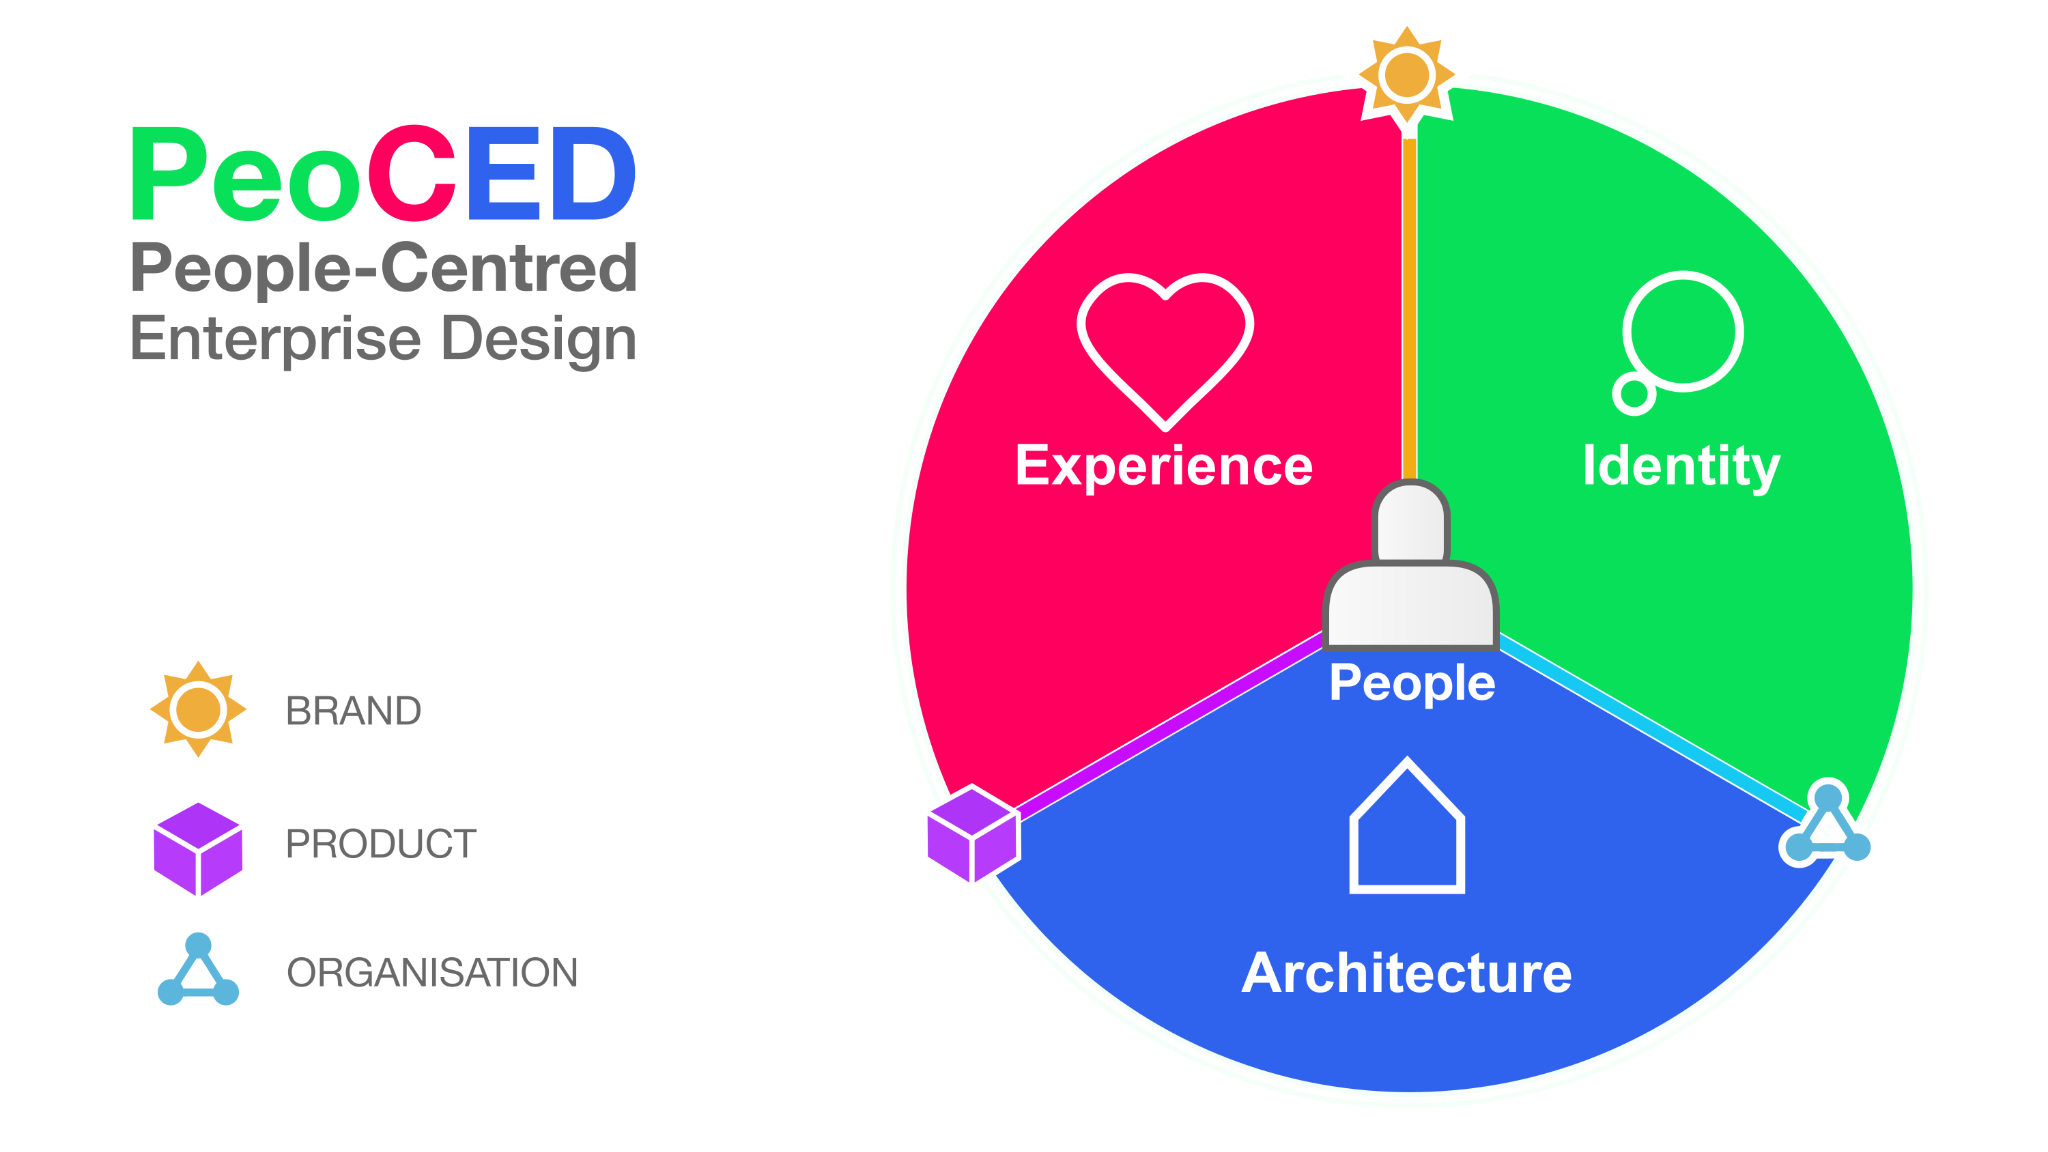 PeoCED
People-Centred
Enterprise Design
BRAND
PRODUCT
ORGANISATION
Experience
Identity
People
Architecture